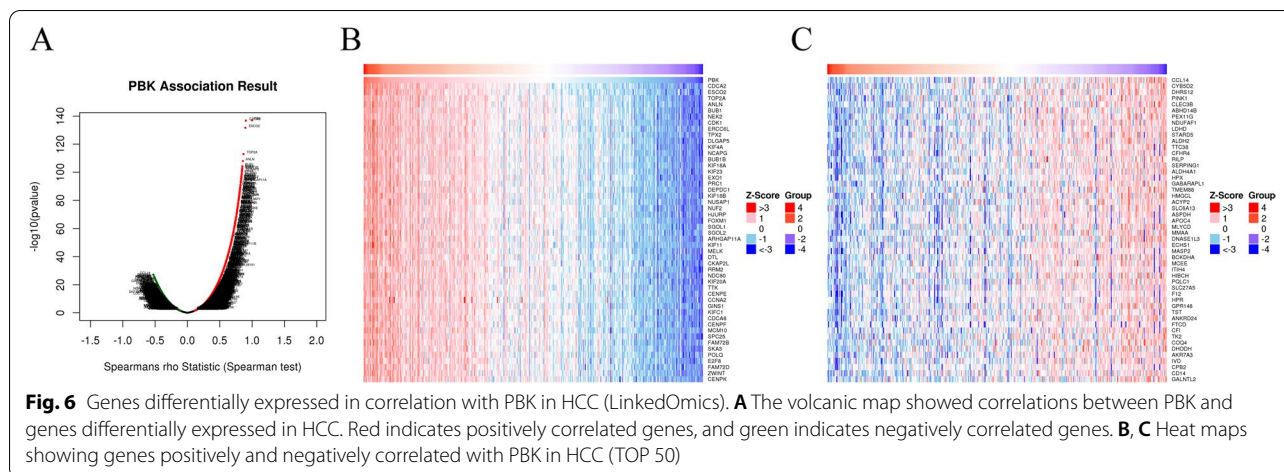 A
B
C
PBK Association Result
140
120
100
80
60
40
20
0
-log10(pvalue)
ESCO2
TOP2A
ANLN
-1.5 -1.0 -0.5 0.0 0.5 1.0 1.5 2.0
Spearmans rho Statistic (Spearman test)
PBK
CDCA2
ESCO2
TOP2A
ANLN
BUB1
NEK2
CDK1
ERCC6L
TPX2
DLGAP5
KIF4A
NCAPG
BUB1B
KIF18A
KIF23
EXO1
PRC1
DEPDC1
KIF18B
NUSAP1
NUF2
HJURP
FOXM1
SGOL1
SGOL2
ARHGAP11A
KIF11
MELK
DTL
CKAP2L
RRM2
NDC80
KIF20A
TTK
CENPE
CCNA2
GINS1
KIFC1
CDCA8
CENPF
MCM10
SPC25
FAM72B
SKA3
POLQ
E2F8
FAM72D
ZWINT
CENPK
Z-Score Group
>3 4
1 2
0 0
-1 -2
<-3 -4
CCL14
CYB5D2
DHRS12
PINK1
CLEC3B
ABHD14B
PEX11G
NDUFAF1
LDHD
STARD5
ALDH2
TTC38
CFHR4
RILP
SERPING1
ALDH4A1
HPX
GABARAPL1
TMEM88
HMGCL
ACYP2
SLC6A13
ASPDH
APOC4
MLYCD
MMAA
DNASE1L3
ECHS1
MASP2
BCKDHA
MCEE
ITIH4
HIBCH
PQLC1
SLC27A5
F12
HPR
GPR146
TST
ANKRD24
FTCD
CFI
TK2
COQ4
DHODH
AKR7A3
IVD
CPB2
CD14
GALNTL2
Z-Score Group
>3 4
1 2
0 0
-1 -2
<-3 -4
Fig. 6 Genes differentially expressed in correlation with PBK in HCC (LinkedOmics). A The volcanic map showed correlations between PBK and
genes differentially expressed in HCC. Red indicates positively correlated genes, and green indicates negatively correlated genes. B, C Heat maps
showing genes positively and negatively correlated with PBK in HCC (TOP 50)